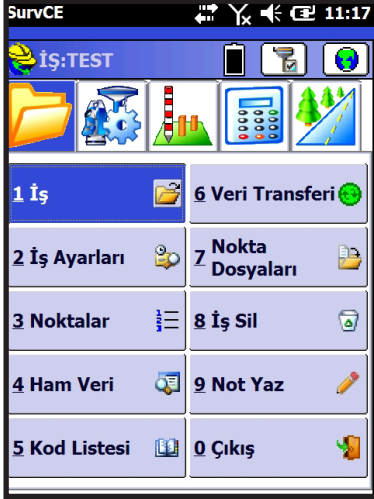 SurvCE 11:17
İş:TEST
1 İş
6 Veri Transferi
2 İş Ayarları
7 Nokta
Dosyaları
3 Noktalar
8 İş Sil
4 Ham Veri
9 Not Yaz
5 Kod Listesi
0 Çıkış